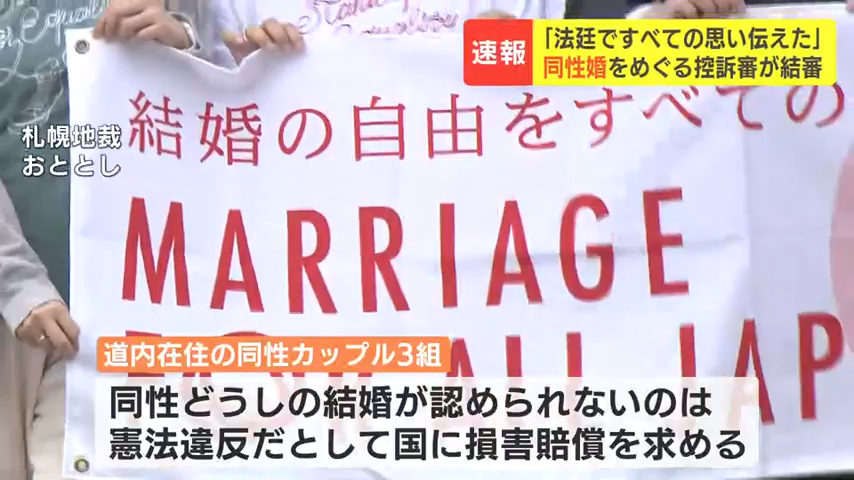 速報
「法廷ですべての思い伝えた」
同性婚をめぐる控訴審が結審
札幌地裁
おととし
結婚の自由をすべての
MARRIAGE
ALL JAP
道内在住の同性カップル3組
同性どうしの結婚が認められないのは
憲法違反だとして国に損害賠償を求める